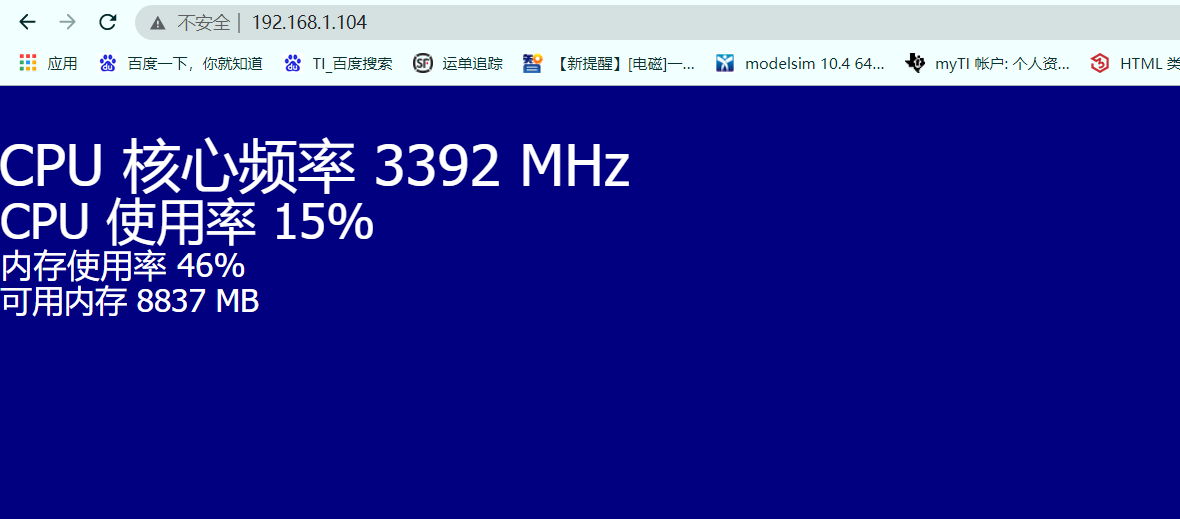 不安全 | 192.168.1.104
应用 百度一下，你就知道 TI_百度搜索 SF 运单追踪 【新提醒】[电磁]一... modelsim 10.4 64... myTI 帐户: 个人资... HTML 类
CPU 核心频率 3392 MHz
CPU 使用率 15%
内存使用率 46%
可用内存 8837 MB